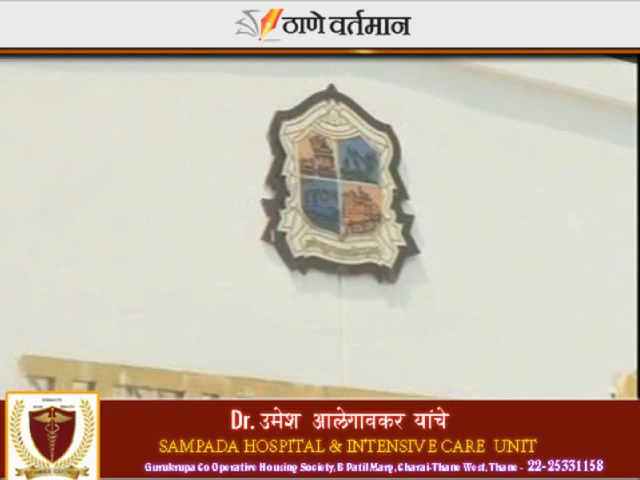 ठाणे वर्तमान
Dr. उमेश आलेगावकर यांचे
SAMPADA HOSPITAL & INTENSIVE CARE UNIT
Gurukrupa Co Operative Housing Society, B Patil Marg, Charai-Thane West, Thane - 22-25331158